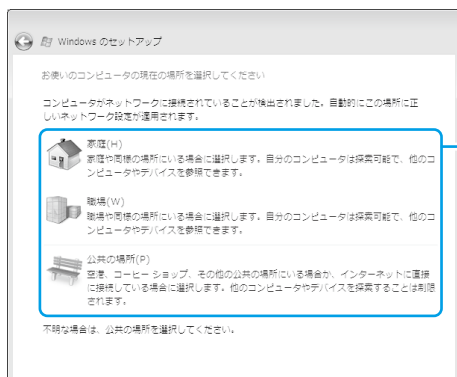 Windows のセットアップ
お使いのコンピュータの現在の場所を選択してください
コンピュータがネットワークに接続されていることが検出されました。自動的にこの場所に正
しいネットワーク設定が適用されます。
家庭(H)
家庭や同様の場所にいる場合に選択します。自分のコンピュータは探索可能で、他のコ
ンピュータやデバイスを参照できます。
職場(W)
職場や同様の場所にいる場合に選択します。自分のコンピュータは探索可能で、他のコ
ンピュータやデバイスを参照できます。
公共の場所(P)
空港、コーヒー ショップ、その他の公共の場所にいる場合か、インターネットに直接
に接続している場合に選択します。他のコンピュータやデバイスを探索することは制限
されます。
不明な場合は、公共の場所を選択してください。